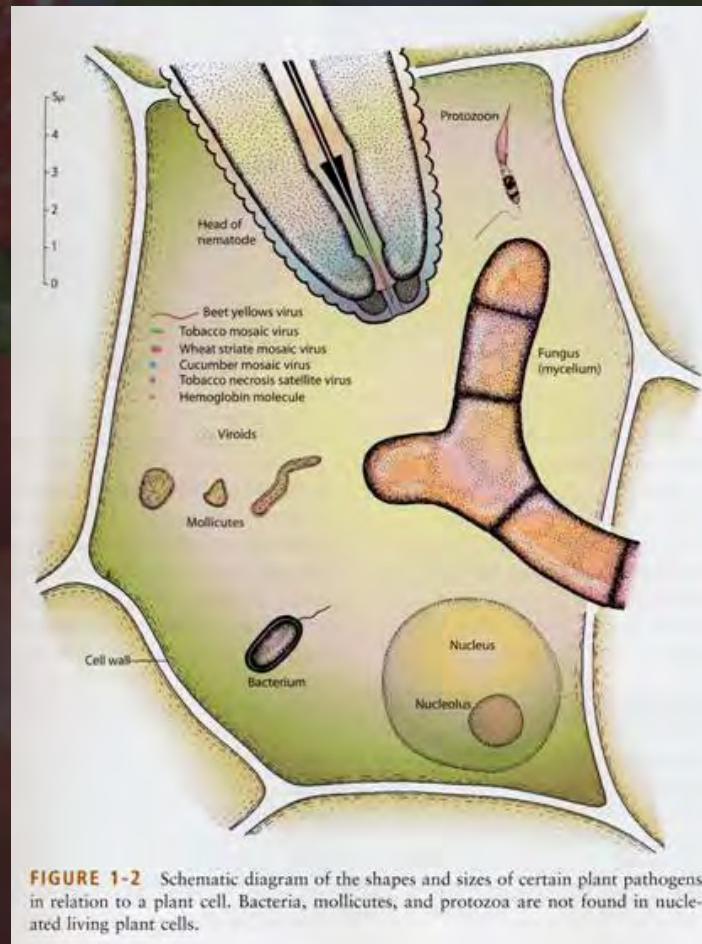 5μ
4
3
2
1
0
Protozoon
Head of
nematode
Beet yellows virus
Tobacco mosaic virus
Wheat striate mosaic virus
Cucumber mosaic virus
Tobacco necrosis satellite virus
Hemoglobin molecule
Fungus
(mycelium)
Viroids
Mollicutes
Nucleus
Cell wall
Bacterium
Nucleolus
FIGURE 1-2 Schematic diagram of the shapes and sizes of certain plant pathogens
in relation to a plant cell. Bacteria, mollicutes, and protozoa are not found in nucle-
ated living plant cells.